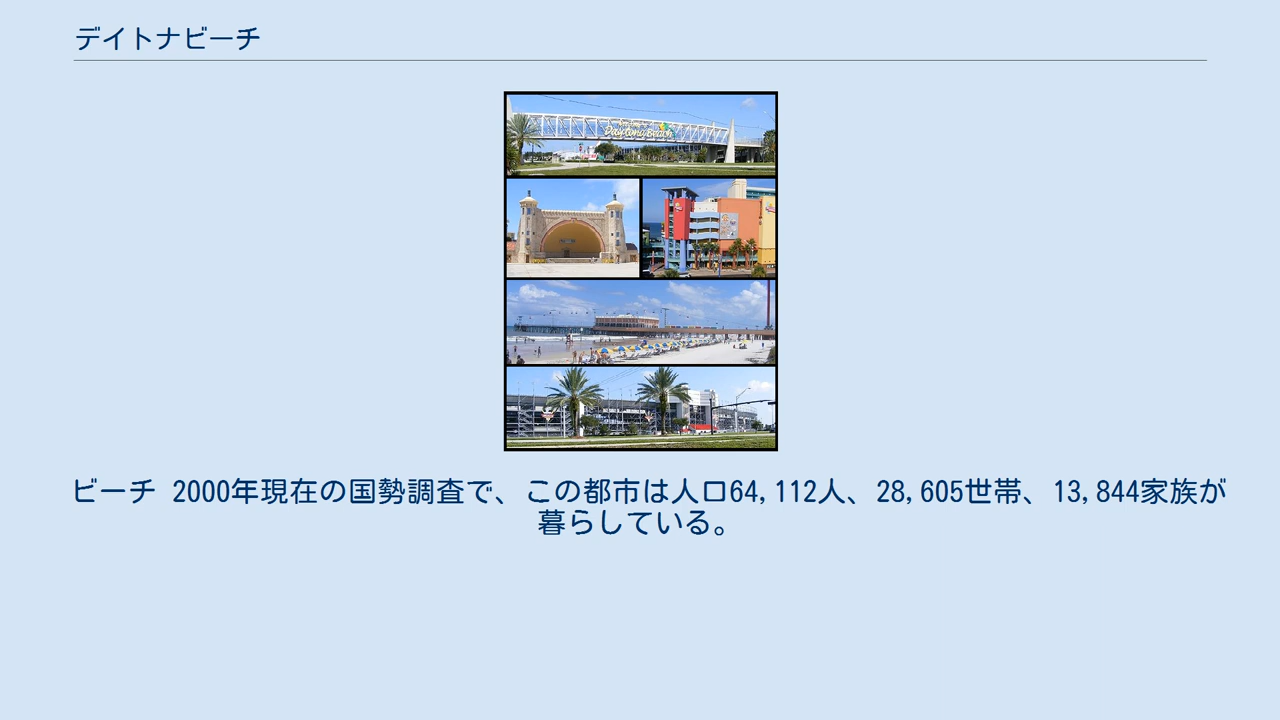 デイトナビーチ
Daytona Beach
ビーチ 2000年現在の国勢調査で、この都市は人口64,112人、28,605世帯、13,844家族が
暮らしている。